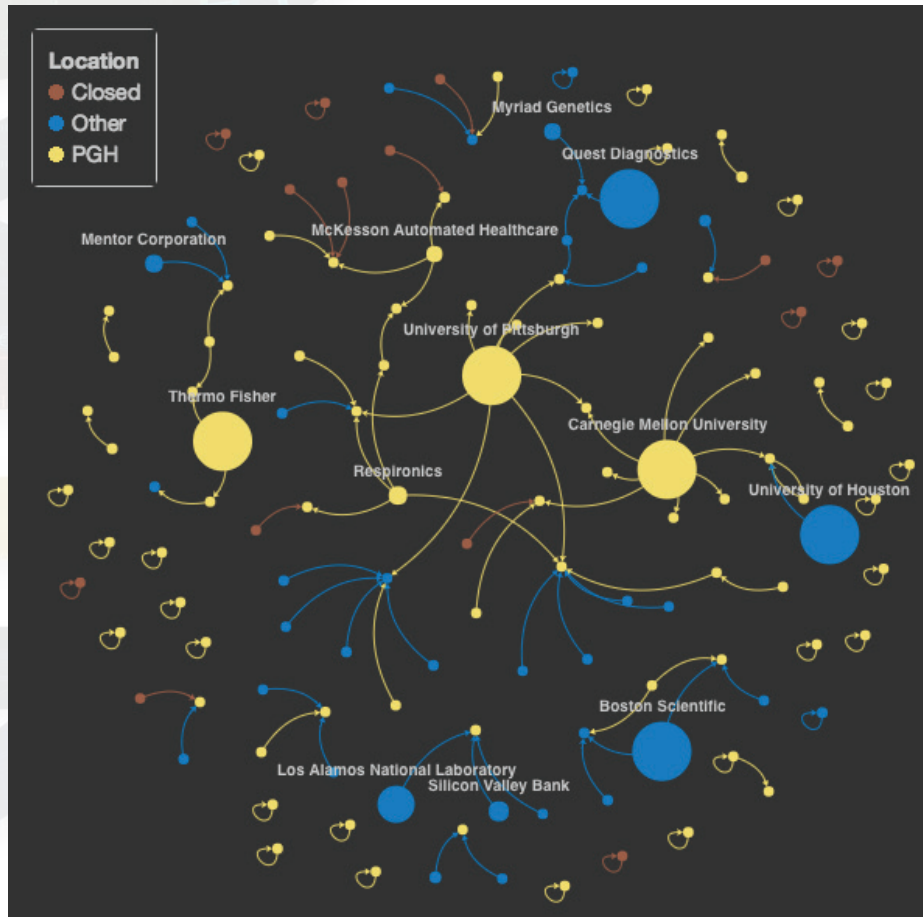 Location
Closed
Other
PGH
Myriad Genetics
Quest Diagnostics
McKesson Automated Healthcare
Mentor Corporation
University of Pittsburgh
Thermo Fisher
Carnegie Mellon University
Respironics
University of Houston
Boston Scientific
Los Alamos National Laboratory
Silicon Valley Bank